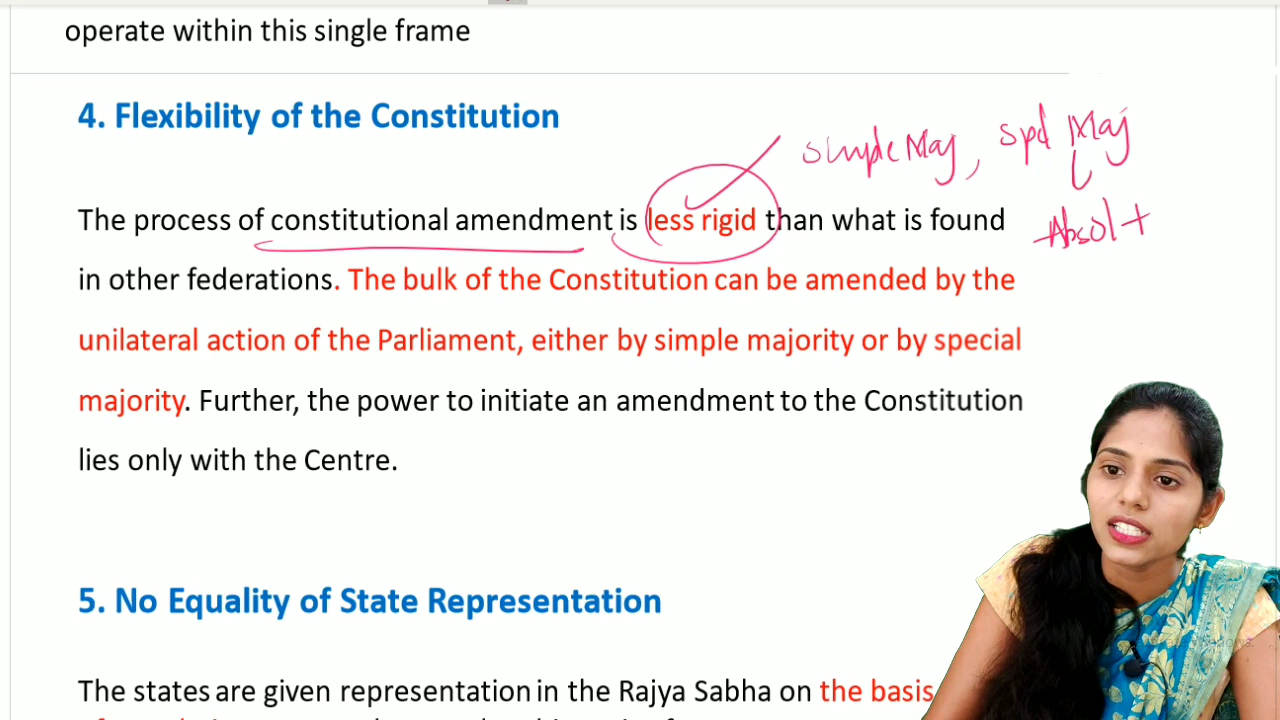 operate within this single frame
4. Flexibility of the Constitution
Simple Maj, Spcl Maj
The process of constitutional amendment is less rigid than what is found
Absol +
in other federations. The bulk of the Constitution can be amended by the
unilateral action of the Parliament, either by simple majority or by special
majority. Further, the power to initiate an amendment to the Constitution
lies only with the Centre.
5. No Equality of State Representation
The states are given representation in the Rajya Sabha on the basis